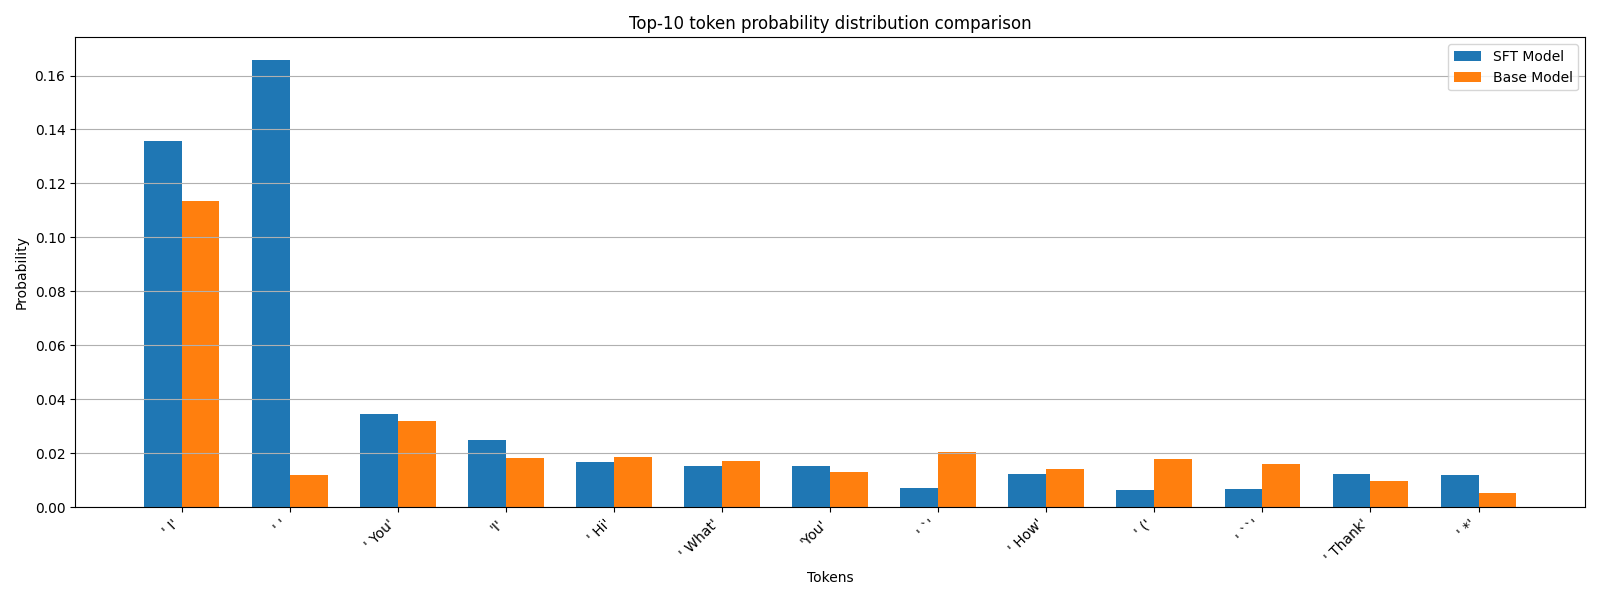 Top-10 token probability distribution comparison
SFT Model
Base Model
Probability
0.16
0.14
0.12
0.10
0.08
0.06
0.04
0.02
0.00
' I' ' ' ' You' 'I' ' Hi' ' What' 'You' ' `' ' How' ' (' ' ``' ' Thank' ' *'
Tokens